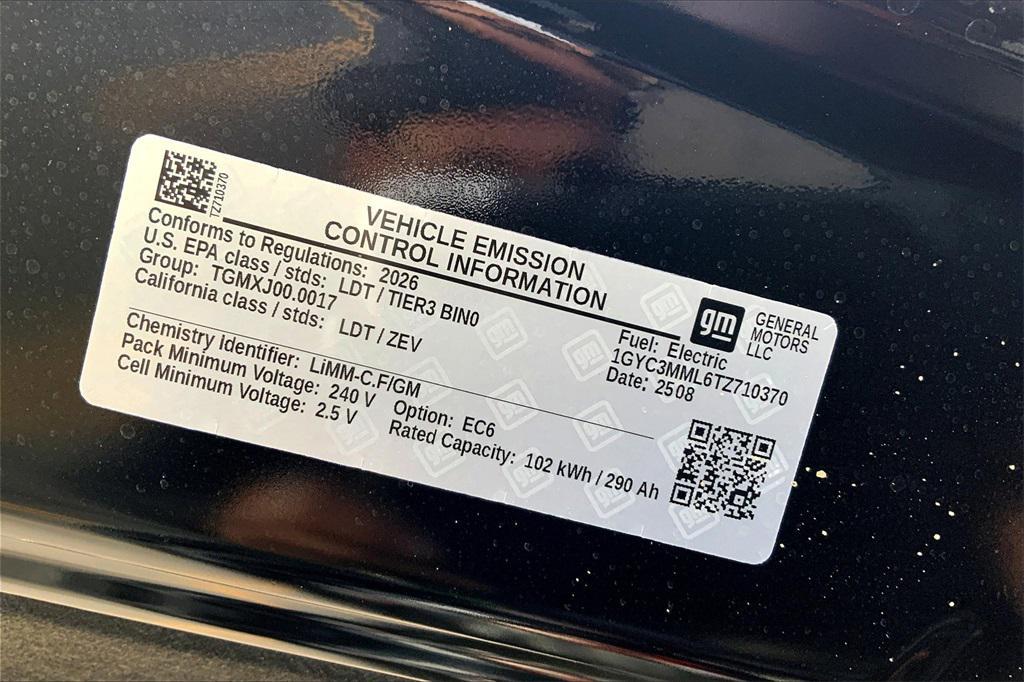 TZ710370
VEHICLE EMISSION
CONTROL INFORMATION
gm
GENERAL
MOTORS
LLC
Conforms to Regulations: 2026
U.S. EPA class / stds: LDT / TIER3 BIN0
Group: TGMXJ00.0017
California class / stds: LDT / ZEV
Fuel: Electric
1GYC3MML6TZ710370
Date: 2508
Chemistry identifier: LiMM-C.F/GM
Pack Minimum Voltage: 240 V Option: EC6
Cell Minimum Voltage: 2.5 V Rated Capacity: 102 kWh / 290 Ah